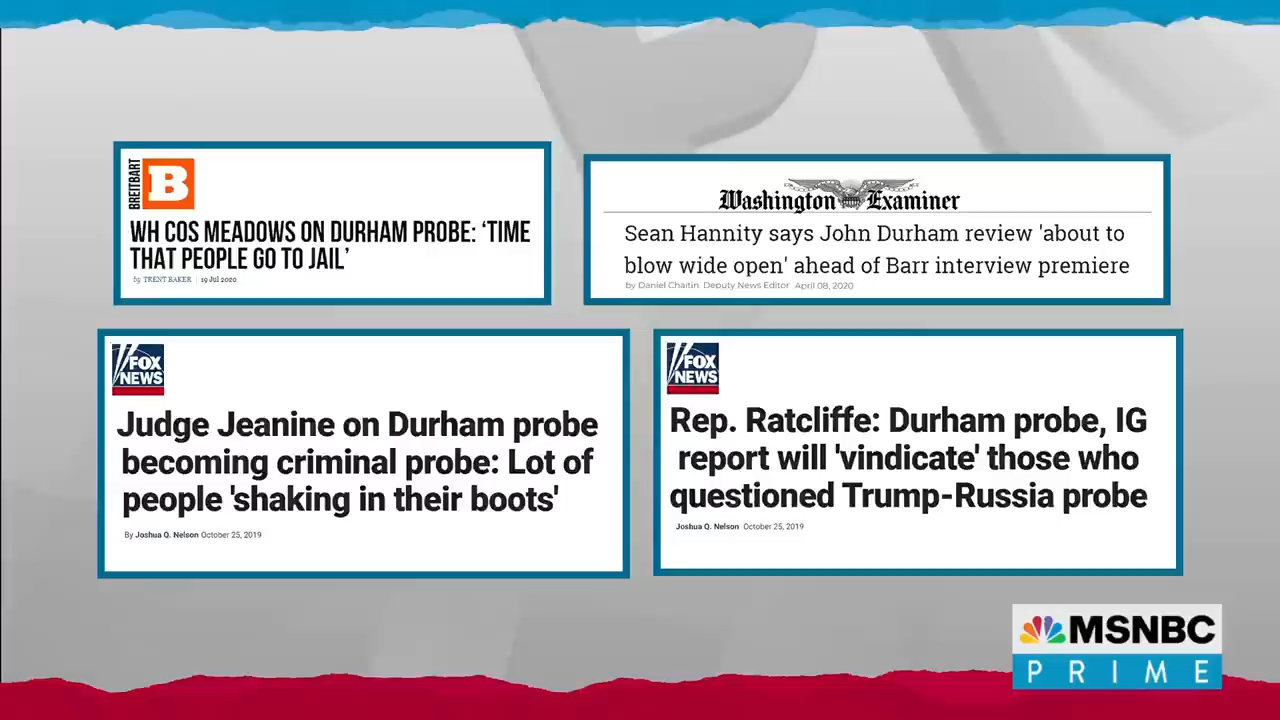 BREITBART
B
WH COS MEADOWS ON DURHAM PROBE: ‘TIME
THAT PEOPLE GO TO JAIL’
by TRENT BAKER | 19 Jul 2020
Washington Examiner
Sean Hannity says John Durham review 'about to
blow wide open' ahead of Barr interview premiere
by Daniel Chaitin Deputy News Editor April 08, 2020
FOX
NEWS
Judge Jeanine on Durham probe
becoming criminal probe: Lot of
people 'shaking in their boots'
By Joshua Q. Nelson October 25, 2019
FOX
NEWS
Rep. Ratcliffe: Durham probe, IG
report will 'vindicate' those who
questioned Trump-Russia probe
Joshua Q. Nelson October 25, 2019
MSNBC
PRIME